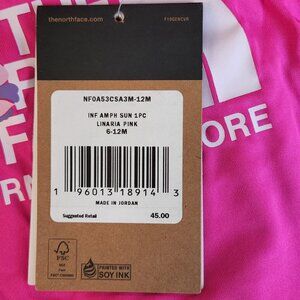 thenorthface.com
F19GENCVR
NF0A53CSA3M-12M
INF AMPH SUN 1PC
LINARIA PINK
6-12M
1 96013 18914 3
MADE IN JORDAN
Suggested Retail 45.00
FSC
PRINTED WITH
SOY INK
ORE